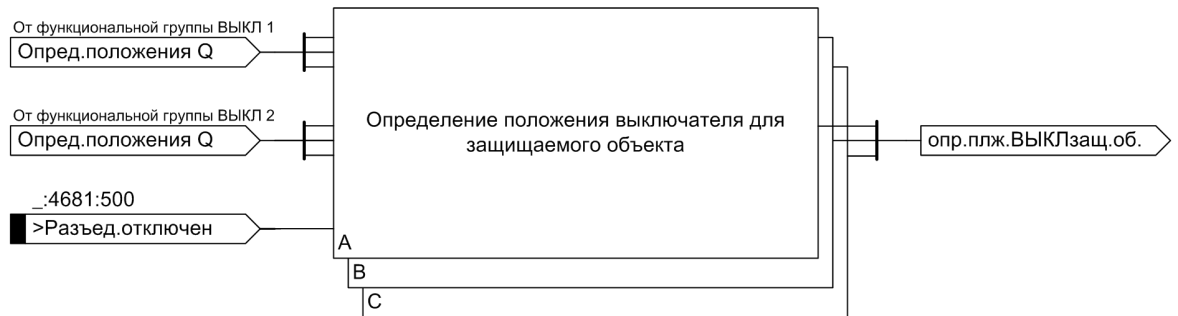 От функциональной группы ВЫКЛ 1
Опред.положения Q
От функциональной группы ВЫКЛ 2
Опред.положения Q
_:4681:500
>Разъед.отключен
Определение положения выключателя для
защищаемого объекта
A
B
C
опр.плж.ВЫКЛзащ.об.